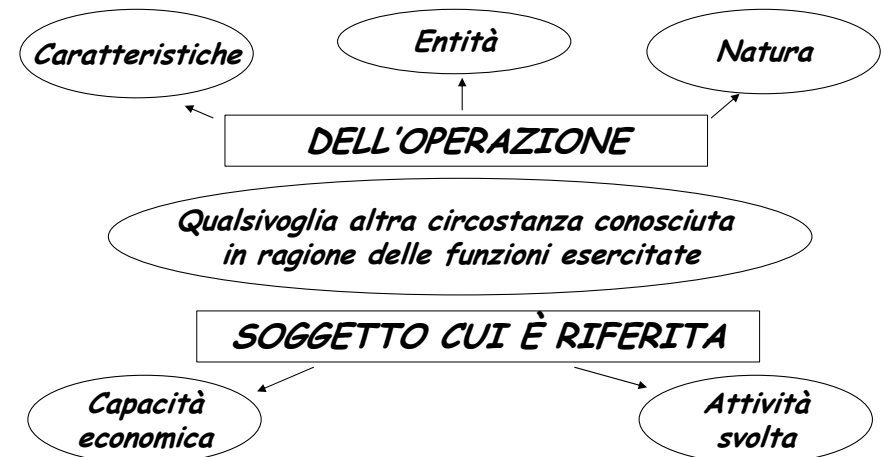 Caratteristiche
Entità
Natura
DELL'OPERAZIONE
Qualsivoglia altra circostanza conosciuta
in ragione delle funzioni esercitate
SOGGETTO CUI È RIFERITA
Capacità
economica
Attività
svolta